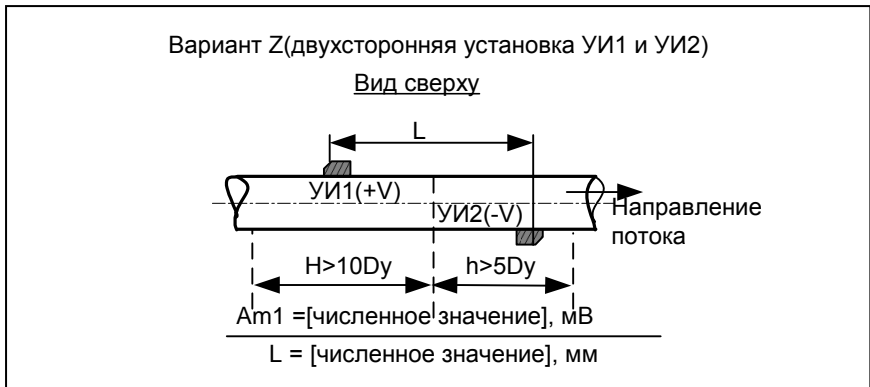 Вариант Z(двухсторонняя установка УИ1 и УИ2)
Вид сверху
L
УИ1(+V)
УИ2(-V)
Направление
потока
H>10Dy
h>5Dy
Am1 =[численное значение], мВ
L = [численное значение], мм